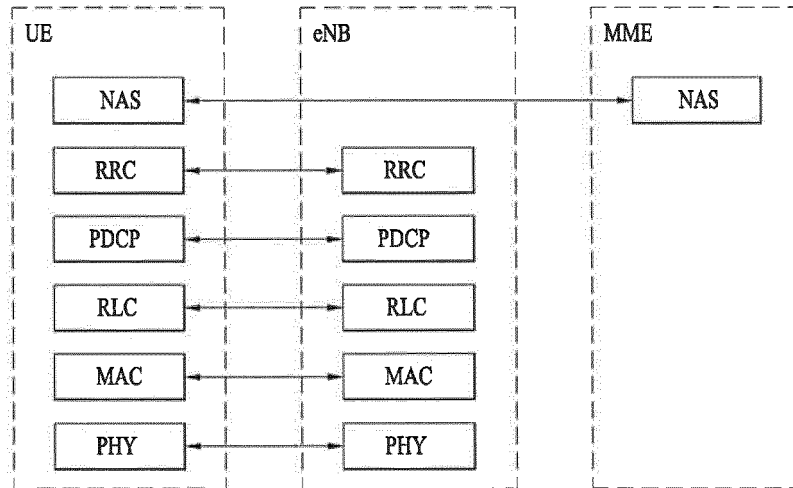 UE eNB MME
NAS NAS
RRC RRC
PDCP PDCP
RLC RLC
MAC MAC
PHY PHY